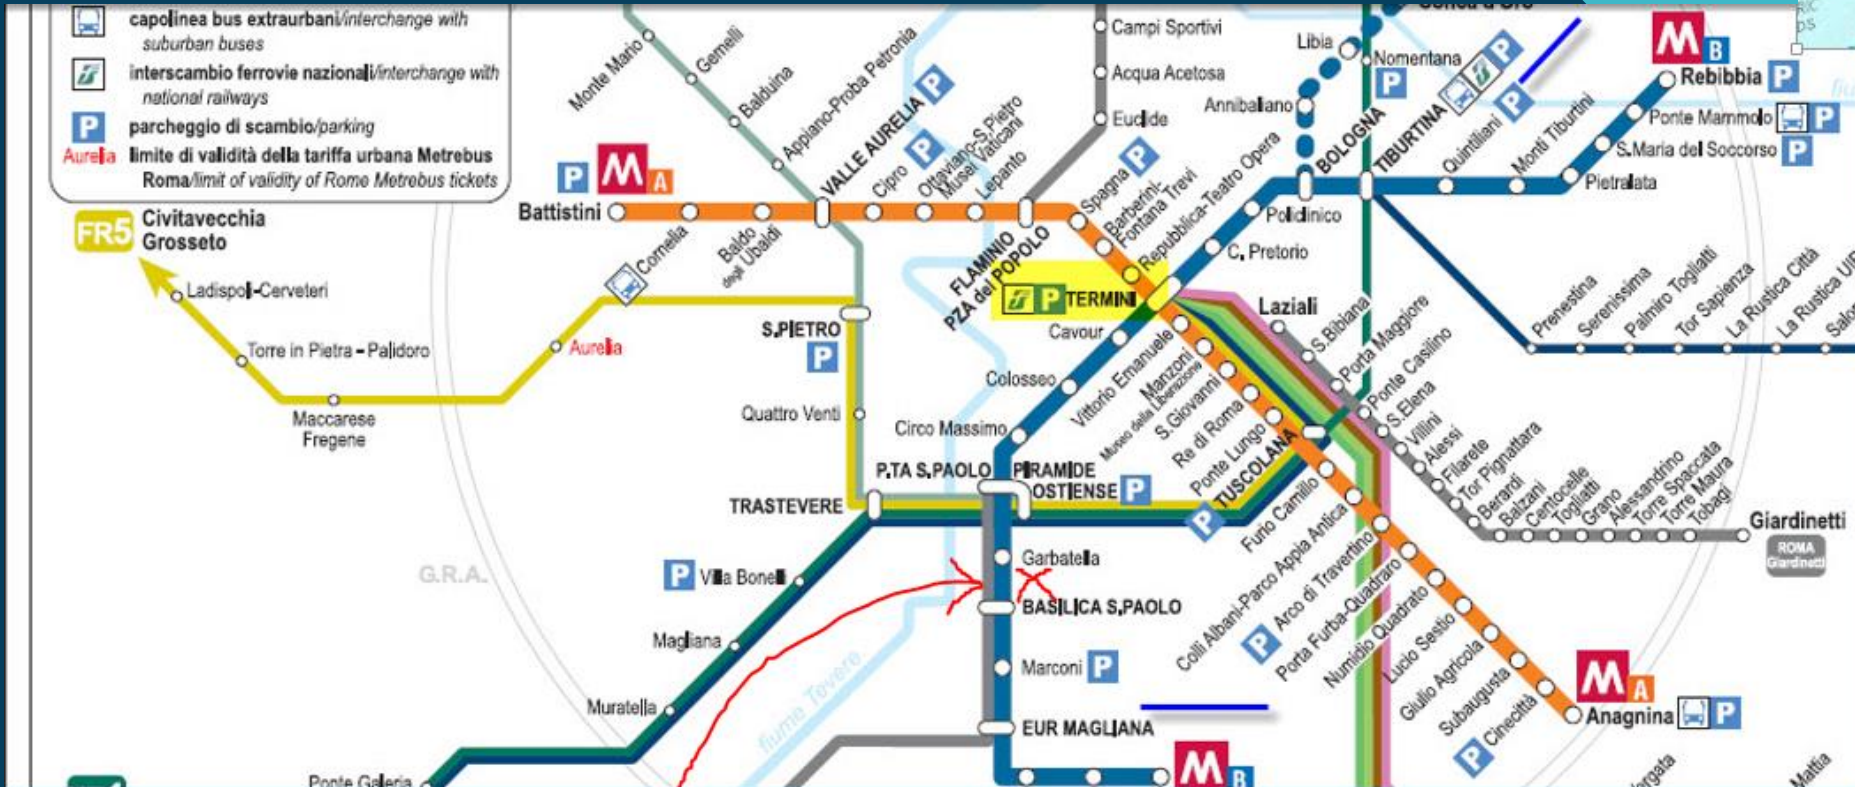 capolinea bus extraurbani/interchange with
suburban buses
interscambio ferrovie nazionali/interchange with
national railways
P parcheggio di scambio/parking
Aurelia limite di validità della tariffa urbana Metrebus
Roma/limit of validity of Rome Metrebus tickets
FR5
Civitavecchia
Grosseto
Ladispoli-Cerveteri
Torre in Pietra - Palidoro
Maccarese
Fregene
Aurelia
P
M A
Battistini
Cornelia
Baldo
degli Ubaldi
Monte Mario
Gemelli
Balduina
Appiano-Proba Petronia
VALLE AURELIA P
Cipro P
Ottaviano-S.Pietro
Musei Vaticani
Lepanto
Campi Sportivi
Acqua Acetosa
Euclide
FLAMINIO
PZA del POPOLO
Spagna P
Barberini-
Fontana Trevi
Repubblica-Teatro Opera
P TERMINI
Libia
Nomentana
P
Annibaliano
BOLOGNA
TIBURTINA
P
Quintiliani P
Monti Tiburtini
M B
Rebibbia P
Ponte Mammolo P
S.Maria del Soccorso P
Pietralata
Policlinico
C. Pretorio
Prenestina
Serenissima
Palmiro Togliatti
Tor Sapienza
La Rustica Città
Laziali
S.Bibiana
Porta Maggiore
Ponte Casilino
S.Elena
Villini
Alessi
Filarete
Tor Pignattara
Berardi
Balzani
Centocelle
Togliatti
Grano
Alessandrino
Torre Spaccata
Torre Maura
Tobagi
Giardinetti
ROMA
Giardinetti
S.PIETRO
P
Quattro Venti
Cavour
Colosseo
Circo Massimo
Vittorio Emanuele
Manzoni
Museo della Liberazione
S.Giovanni
Re di Roma
Ponte Lungo
P TUSCOLANA
Furio Camillo
Colli Albani-Parco Appia Antica
P Arco di Travertino
Porta Furba-Quadraro
Numidio Quadrato
Lucio Sestio
Giulio Agricola
Subaugusta
P Cinecittà
M A
Anagnina P
P.TA S.PAOLO
PIRAMIDE
OSTIENSE P
TRASTEVERE
P Villa Bonelli
Magliana
Muratella
Ponte Galeria
G.R.A.
fiume Tevere
Garbatella
BASILICA S.PAOLO
Marconi P
EUR MAGLIANA
M B